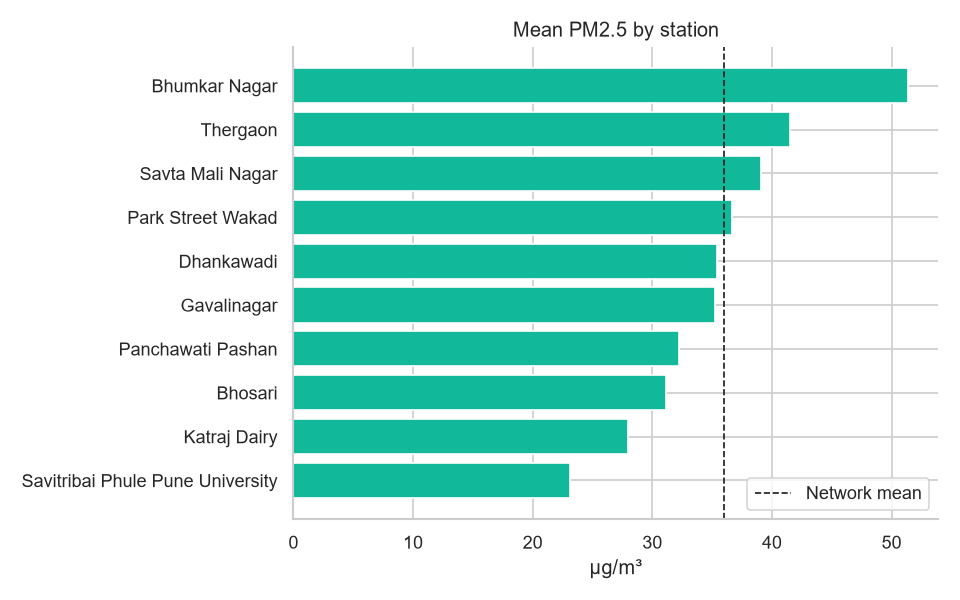 Mean PM2.5 by station
Bhumkar Nagar
Thergaon
Savta Mali Nagar
Park Street Wakad
Dhankawadi
Gavalinagar
Panchawati Pashan
Bhosari
Katraj Dairy
Savitribai Phule Pune University
Network mean
0 10 20 30 40 50
µg/m³